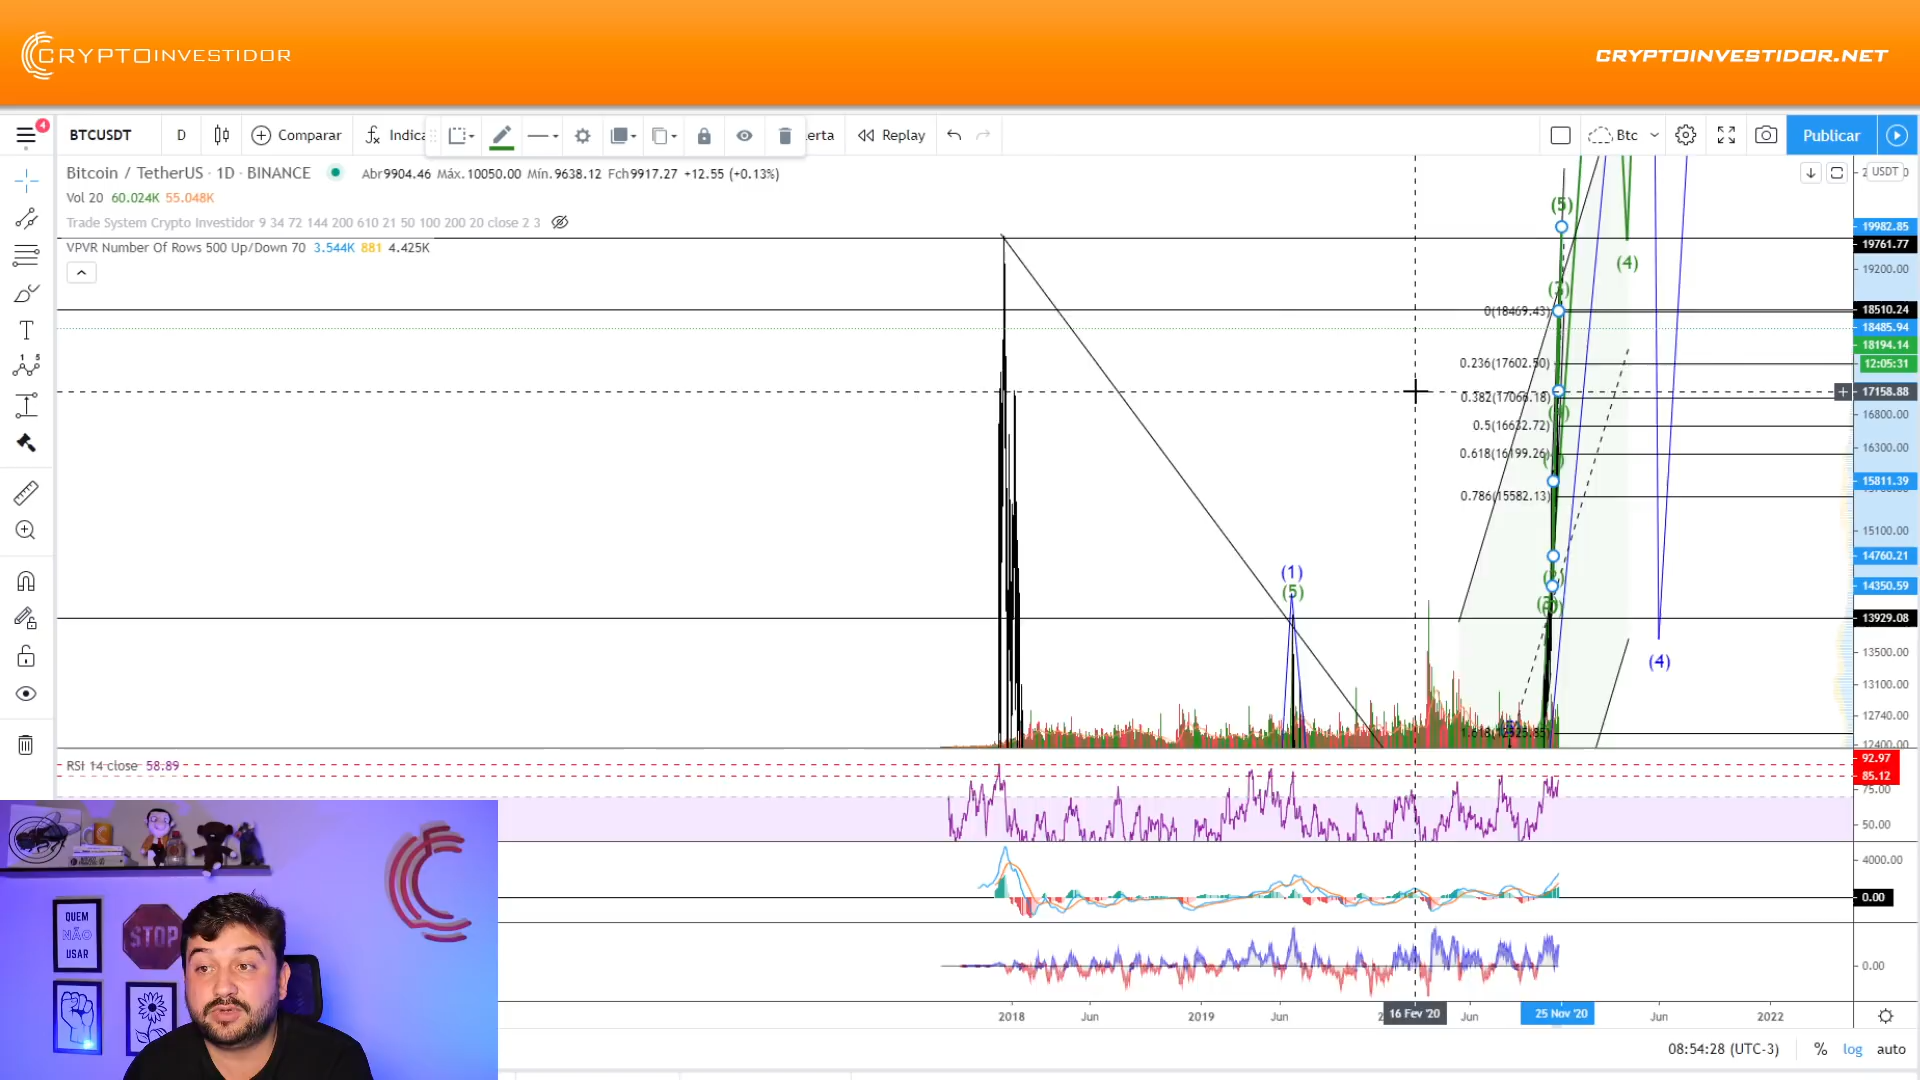 CRYPTOINVESTIDOR
CRYPTOINVESTIDOR.NET
4
BTCUSDT D Comparar Indica erta Replay Btc Publicar
Bitcoin / TetherUS · 1D · BINANCE Abr9904.46 Máx.10050.00 Mín.9638.12 Fch9917.27 +12.55 (+0.13%)
USDT
Vol 20 60.024K 55.048K
Trade System Crypto Investidor 9 34 72 144 200 610 21 50 100 200 20 close 2 3
VPVR Number Of Rows 500 Up/Down 70 3.544K 881 4.425K
(5)
(4)
0(18469.43)
0.236(17602.50)
0.382(17066.18)
0.5(16632.72)
0.618(16199.26)
0.786(15582.13)
(1)
(5)
(4)
1.618(12525.85)
19982.85
19761.77
19200.00
18510.24
18485.94
18194.14
12:05:31
17158.88
16800.00
16300.00
15811.39
15100.00
14760.21
14350.59
13929.08
13500.00
13100.00
12740.00
12400.00
RSI 14 close 58.89
92.97
85.12
75.00
50.00
4000.00
0.00
0.00
2018 Jun 2019 Jun 16 Fev '20 Jun 25 Nov '20 Jun 2022
08:54:28 (UTC-3) % log auto
QUEM
NÃO
USAR
STOP